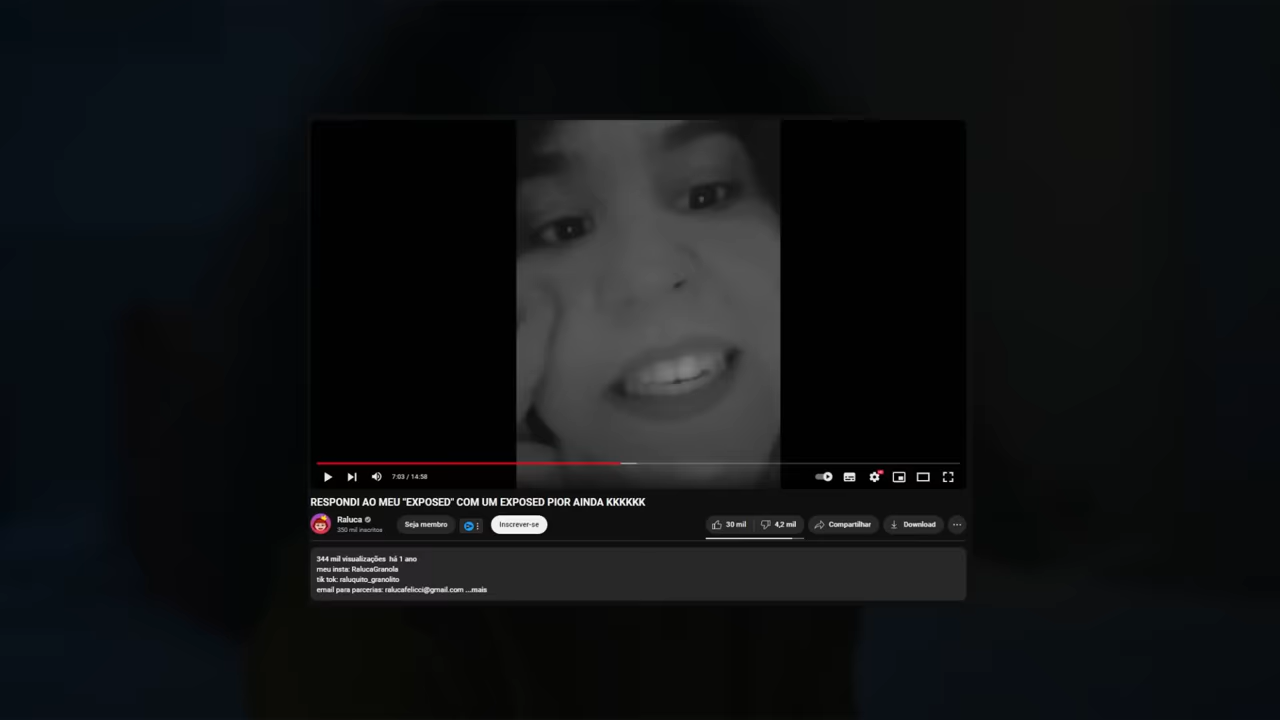 7:03 / 14:58
RESPONDI AO MEU "EXPOSED" COM UM EXPOSED PIOR AINDA KKKKKK
Raluca
350 mil inscritos
Seja membro
Inscrever-se
30 mil
4,2 mil
Compartilhar
Download
344 mil visualizações há 1 ano
meu insta: RalucaGranola
tik tok: raluquito_granolito
email para parcerias: ralucafelicci@gmail.com ...mais